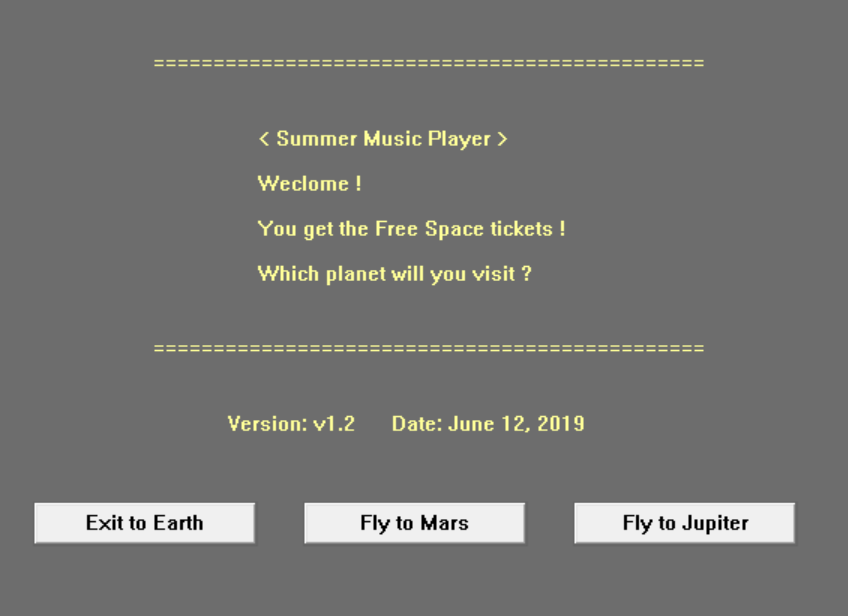 ==============================================
< Summer Music Player >
Weclome !
You get the Free Space tickets !
Which planet will you visit ?
==============================================
Version: v1.2 Date: June 12, 2019
Exit to Earth Fly to Mars Fly to Jupiter